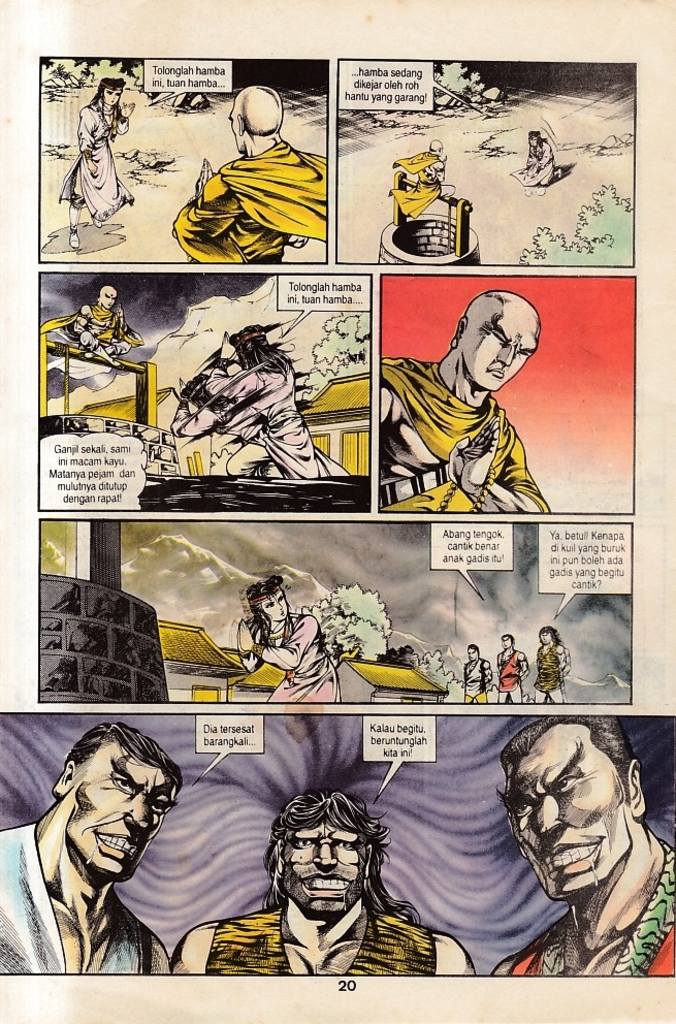 Tolonglah hamba
ini, tuan hamba...
...hamba sedang
dikejar oleh roh
hantu yang garang!
Tolonglah hamba
ini, tuan hamba....
Ganjil sekali, sami
ini macam kayu.
Matanya pejam dan
mulutnya ditutup
dengan rapat!
Abang tengok,
cantik benar
anak gadis itu!
Ya, betul! Kenapa
di kuil yang buruk
ini pun boleh ada
gadis yang begitu
cantik?
Dia tersesat
barangkali...
Kalau begitu,
beruntunglah
kita ini!
20